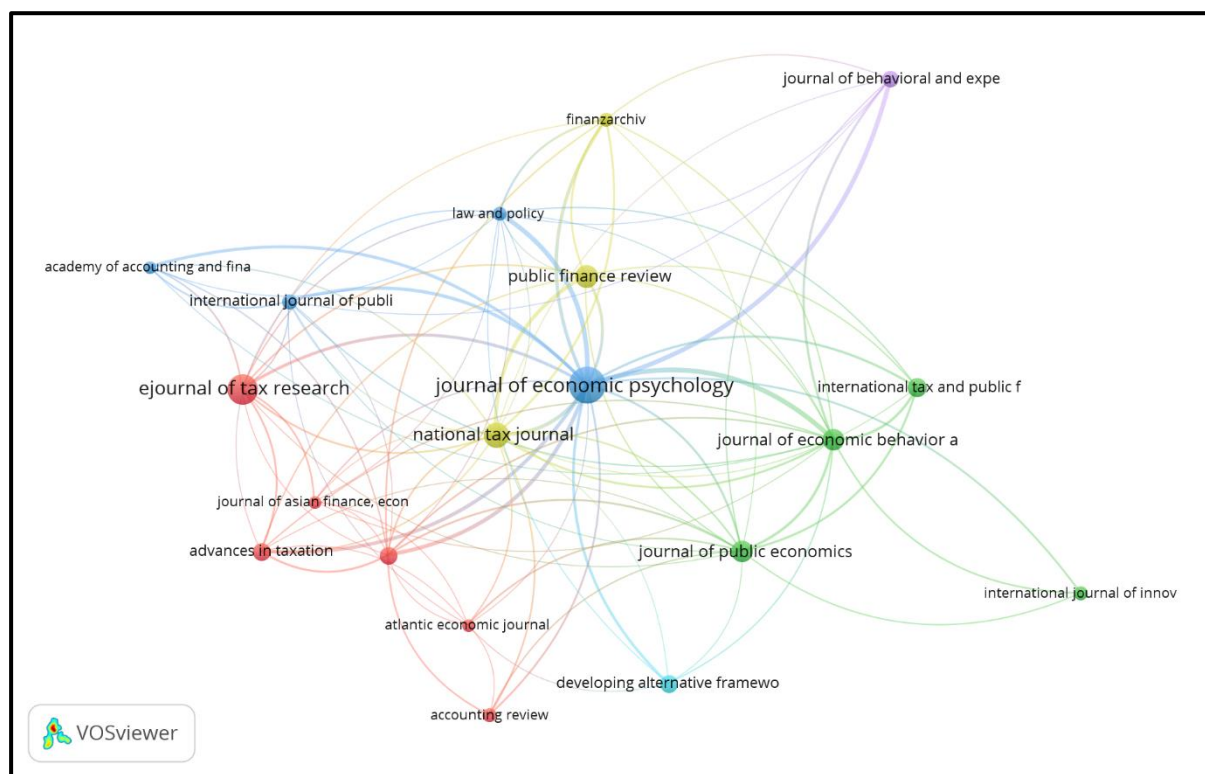 journal of behavioral and expe
finanzarchiv
law and policy
academy of accounting and fina
public finance review
international journal of publi
ejournal of tax research
journal of economic psychology
international tax and public f
national tax journal
journal of economic behavior a
journal of asian finance, econ
advances in taxation
journal of public economics
international journal of innov
atlantic economic journal
developing alternative framewo
accounting review
VOSviewer